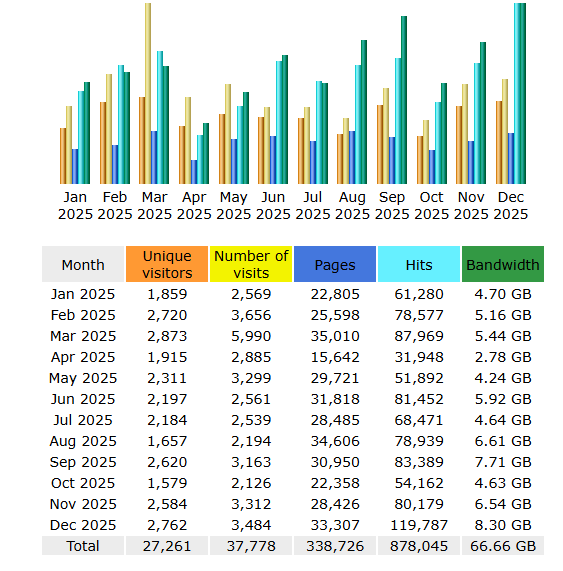 Jan Feb Mar Apr May Jun Jul Aug Sep Oct Nov Dec
2025 2025 2025 2025 2025 2025 2025 2025 2025 2025 2025 2025
Month Unique visitors Number of visits Pages Hits Bandwidth
Jan 2025 1,859 2,569 22,805 61,280 4.70 GB
Feb 2025 2,720 3,656 25,598 78,577 5.16 GB
Mar 2025 2,873 5,990 35,010 87,969 5.44 GB
Apr 2025 1,915 2,885 15,642 31,948 2.78 GB
May 2025 2,311 3,299 29,721 51,892 4.24 GB
Jun 2025 2,197 2,561 31,818 81,452 5.92 GB
Jul 2025 2,184 2,539 28,485 68,471 4.64 GB
Aug 2025 1,657 2,194 34,606 78,939 6.61 GB
Sep 2025 2,620 3,163 30,950 83,389 7.71 GB
Oct 2025 1,579 2,126 22,358 54,162 4.63 GB
Nov 2025 2,584 3,312 28,426 80,179 6.54 GB
Dec 2025 2,762 3,484 33,307 119,787 8.30 GB
Total 27,261 37,778 338,726 878,045 66.66 GB